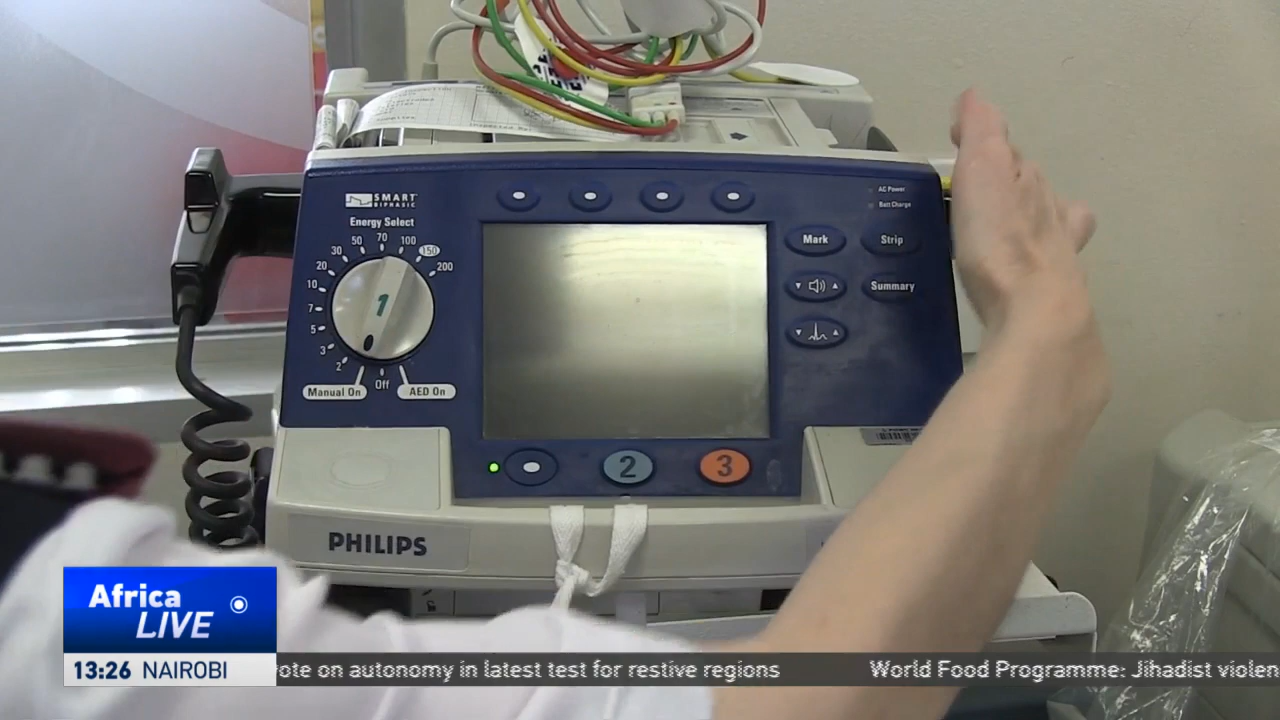 SMART
BIPHASIC
Energy Select
2
3
5
7
10
20
30
50
70
100
150
200
1
Manual On
Off
AED On
AC Power
Batt Charge
Mark
Strip
Summary
2
3
PHILIPS
Africa
LIVE
13:26 NAIROBI
ote on autonomy in latest test for restive regions
World Food Programme: Jihadist violen